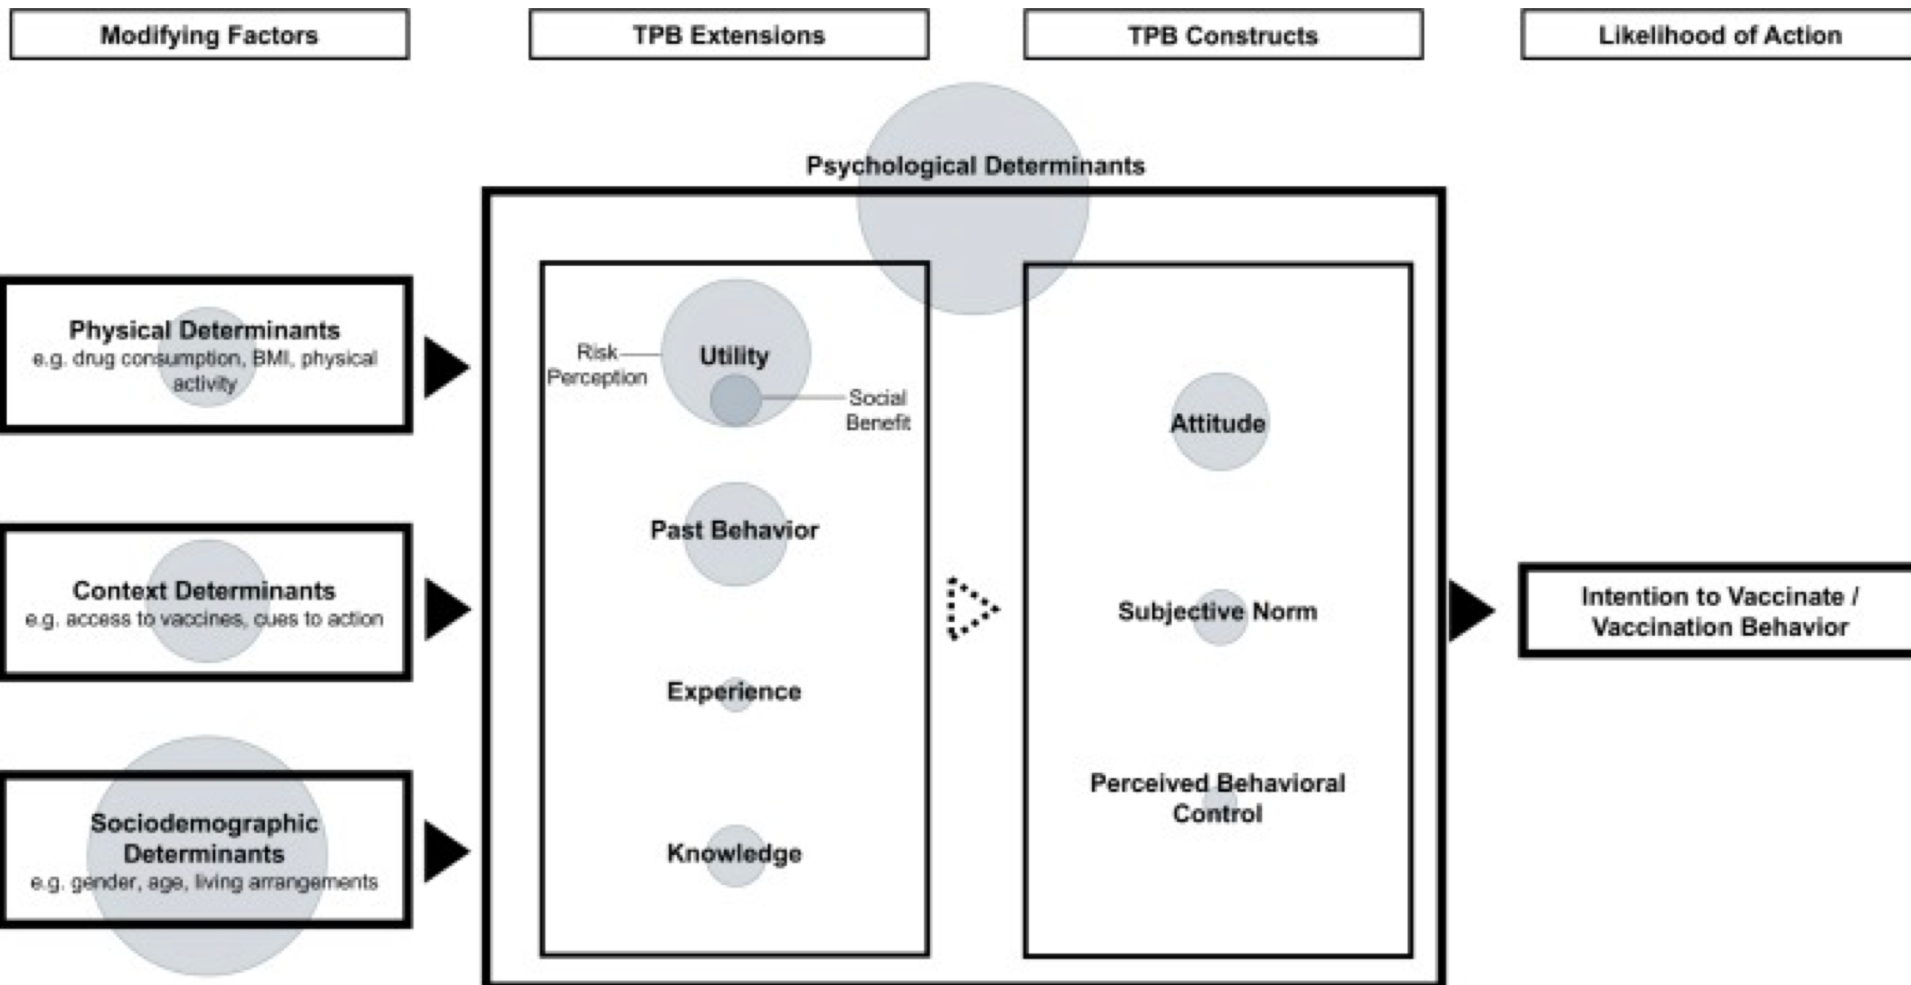 Modifying Factors
TPB Extensions
TPB Constructs
Likelihood of Action
Psychological Determinants
Physical Determinants
e.g. drug consumption, BMI, physical
activity
Context Determinants
e.g. access to vaccines, cues to action
Sociodemographic
Determinants
e.g. gender, age, living arrangements
Risk
Perception
Utility
Social
Benefit
Past Behavior
Experience
Knowledge
Attitude
Subjective Norm
Perceived Behavioral
Control
Intention to Vaccinate /
Vaccination Behavior